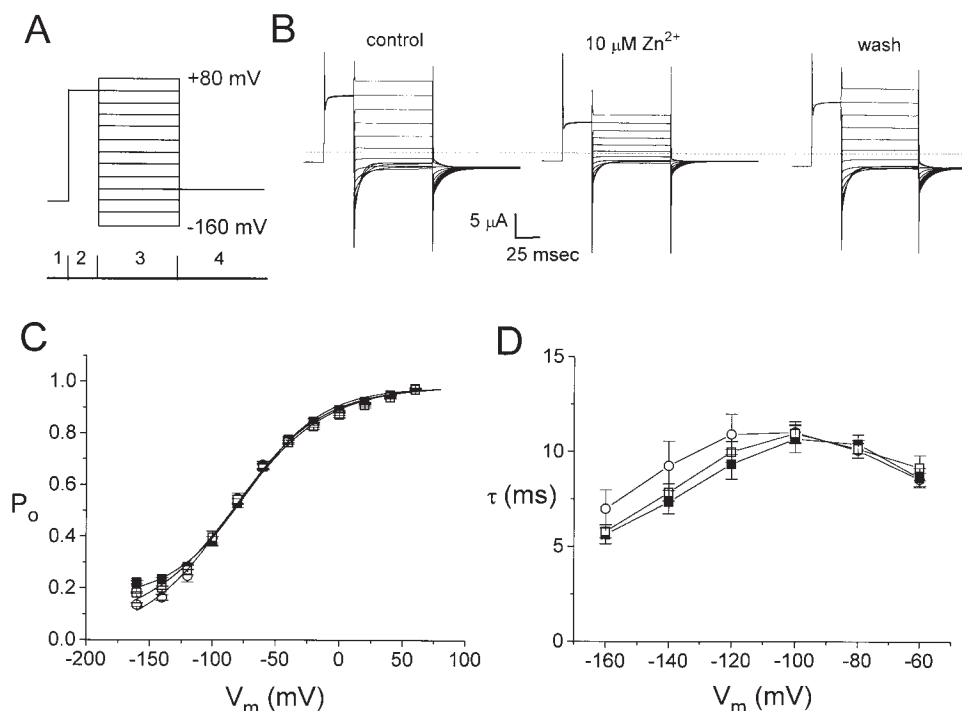 A
+80 mV
-160 mV
1 2 3 4
B
control
10 μM Zn²⁺
wash
5 μA
25 msec
C
1.0
0.8
0.6
0.4
0.2
0.0
Pₒ
-200 -150 -100 -50 0 50 100
Vₘ (mV)
D
15
10
5
0
τ (ms)
-160 -140 -120 -100 -80 -60
Vₘ (mV)